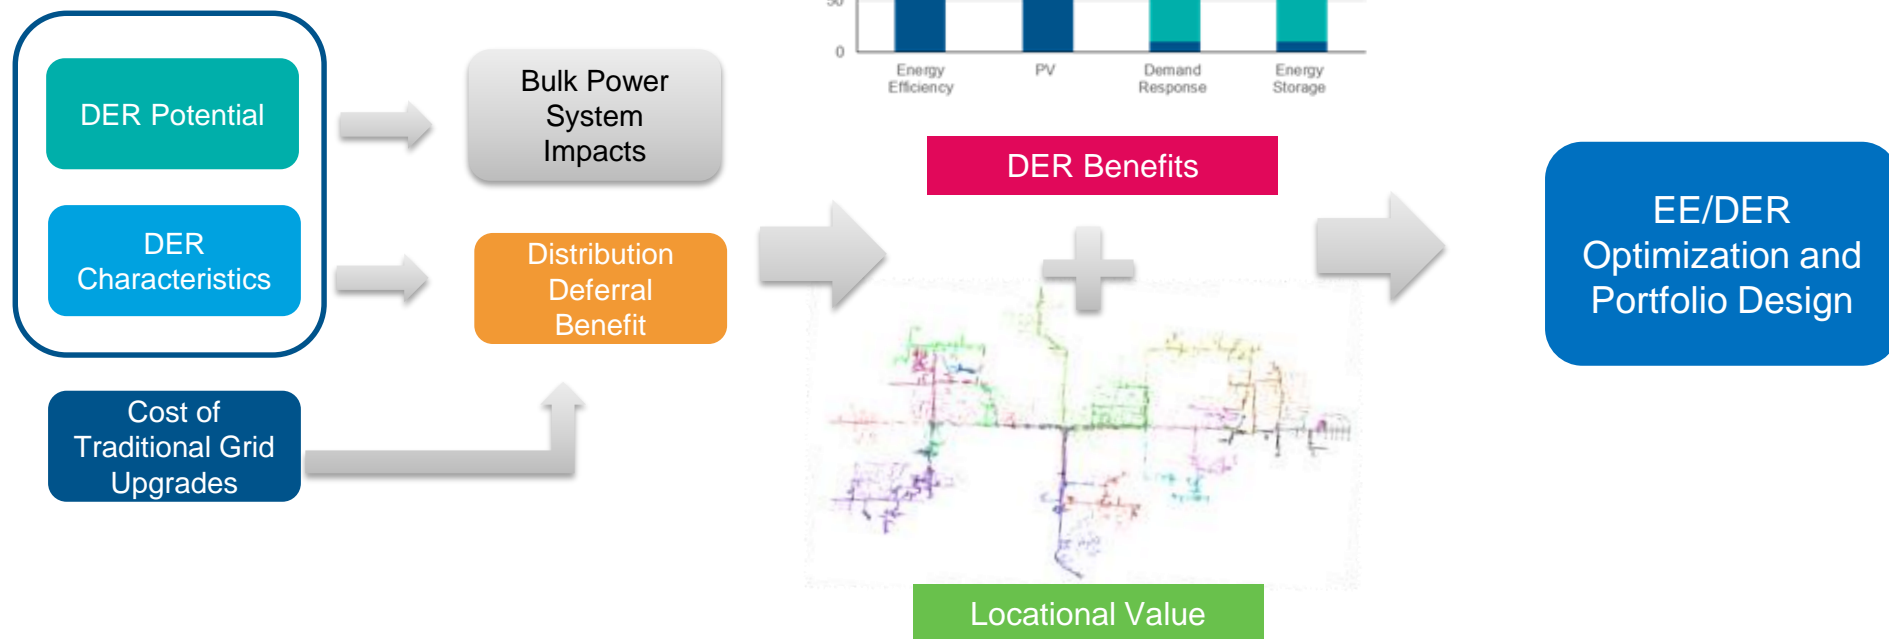 50
0
Energy
Efficiency
PV
Demand
Response
Energy
Storage
DER Potential
DER
Characteristics
Cost of
Traditional Grid
Upgrades
Bulk Power
System
Impacts
Distribution
Deferral
Benefit
DER Benefits
Locational Value
EE/DER
Optimization and
Portfolio Design